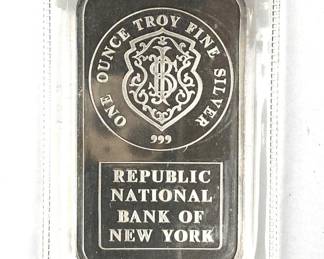 ONE OUNCE TROY FINE SILVER
999
REPUBLIC
NATIONAL
BANK OF
NEW YORK